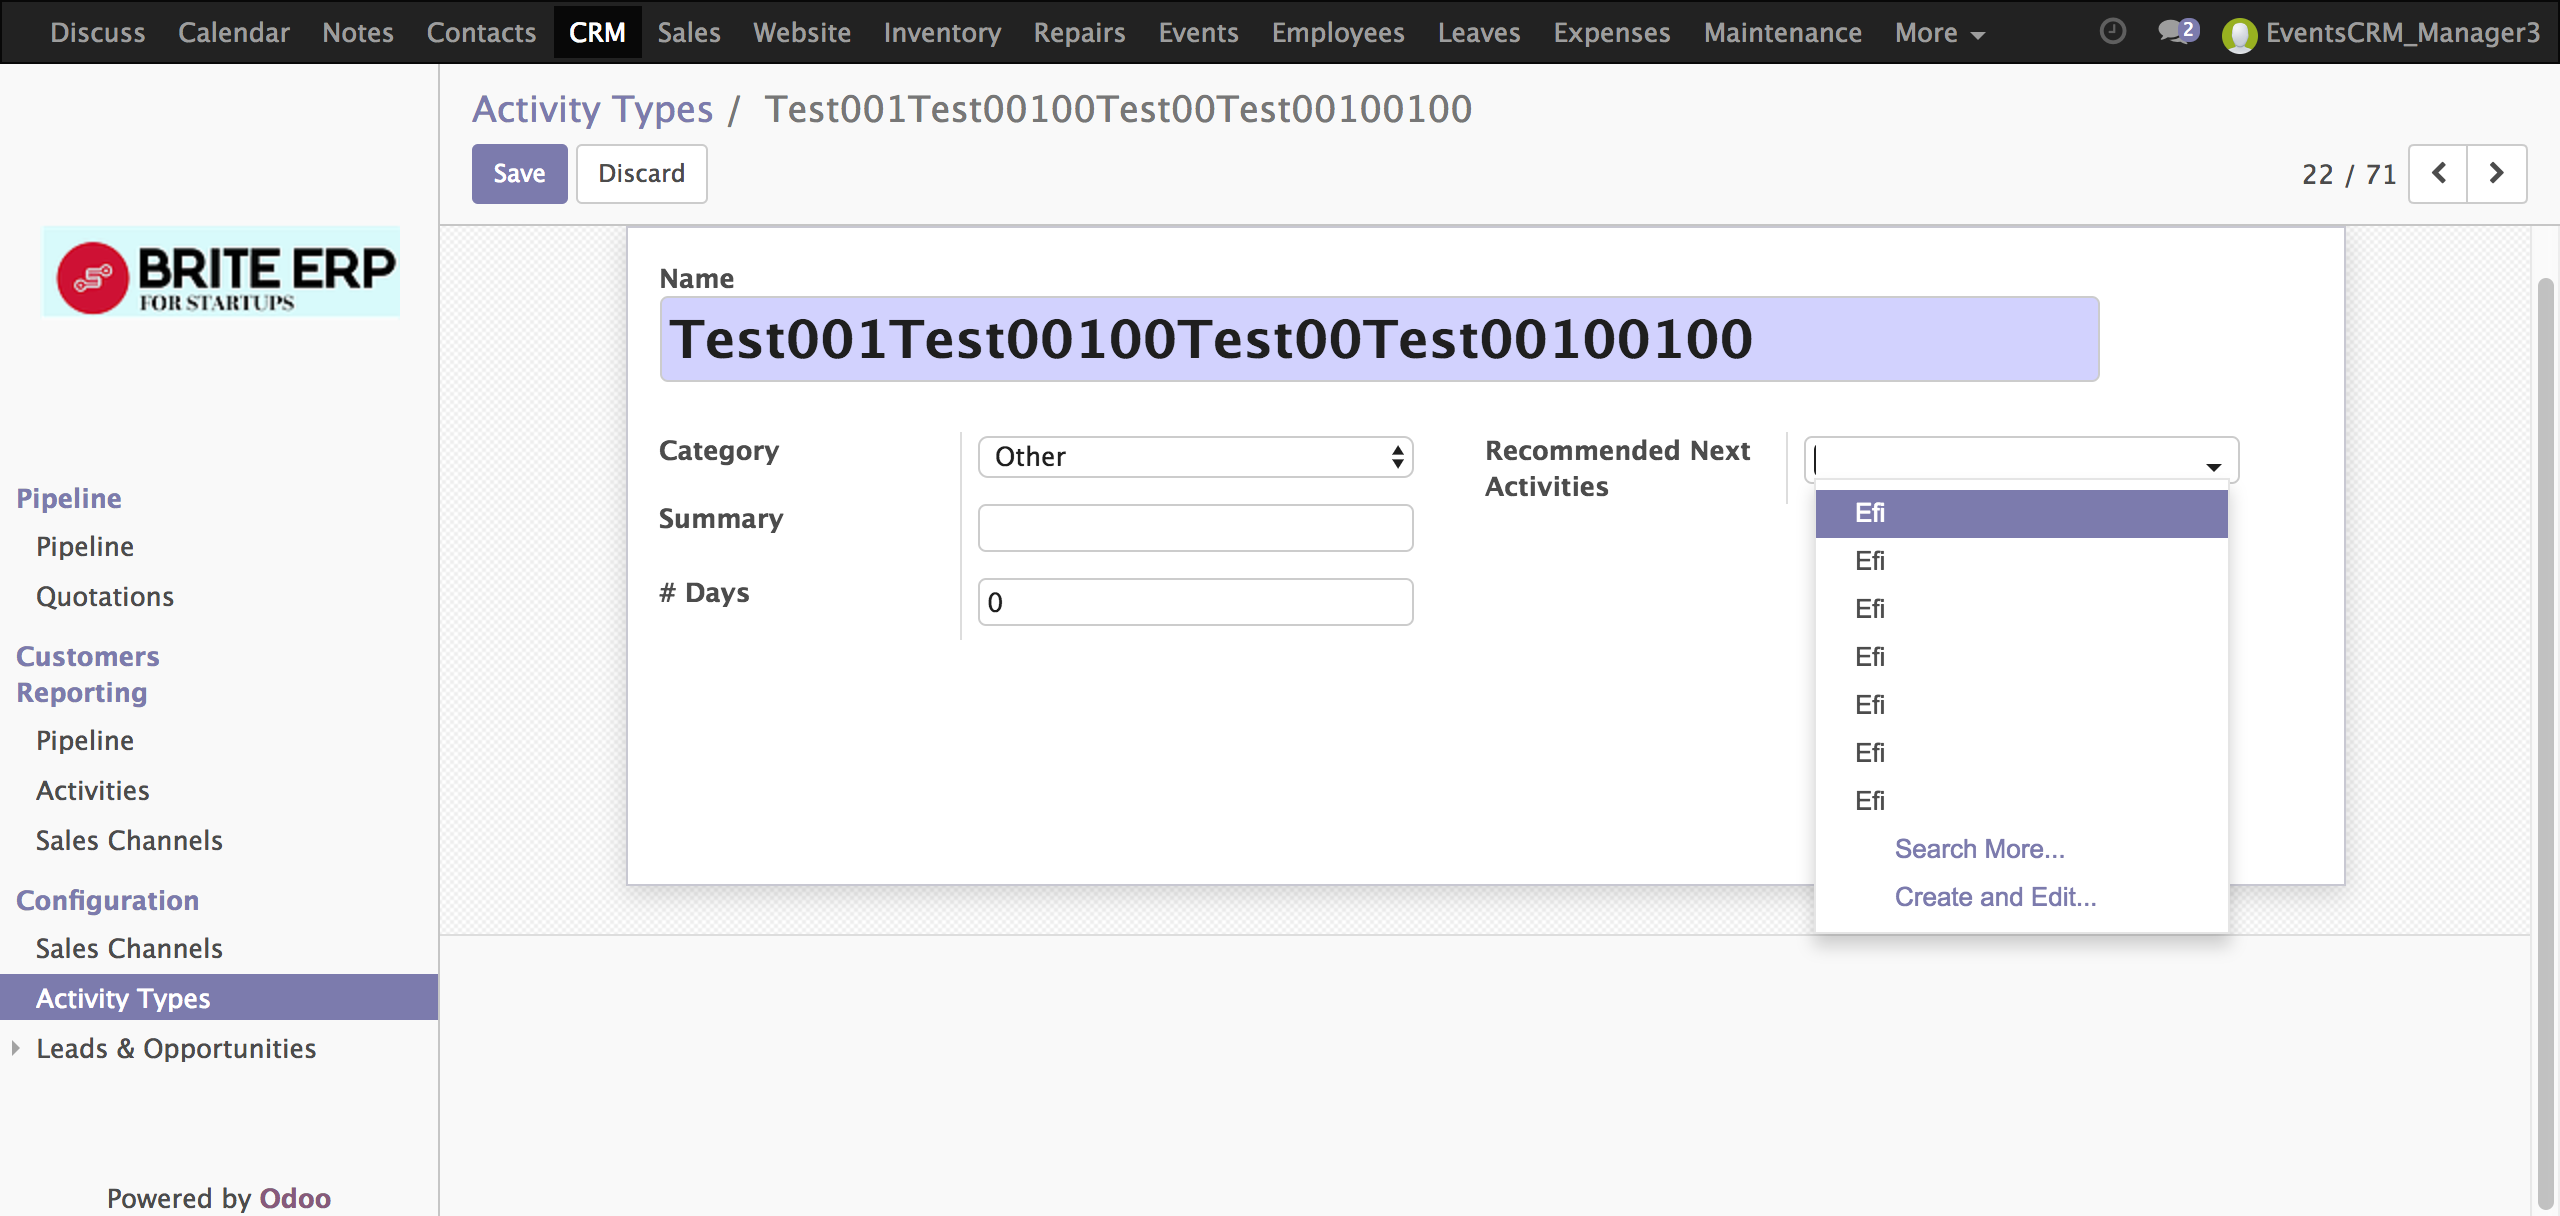 Discuss Calendar Notes Contacts CRM Sales Website Inventory Repairs Events Employees Leaves Expenses Maintenance More 2 EventsCRM_Manager3
Activity Types / Test001Test00100Test00Test00100100
Save Discard 22 / 71
BRITE ERP
FOR STARTUPS
Pipeline
Pipeline
Quotations
Customers
Reporting
Pipeline
Activities
Sales Channels
Configuration
Sales Channels
Activity Types
Leads & Opportunities
Powered by Odoo
Name
Test001Test00100Test00Test00100100
Category Other
Summary
# Days 0
Recommended Next
Activities
Efi
Efi
Efi
Efi
Efi
Efi
Efi
Search More...
Create and Edit...